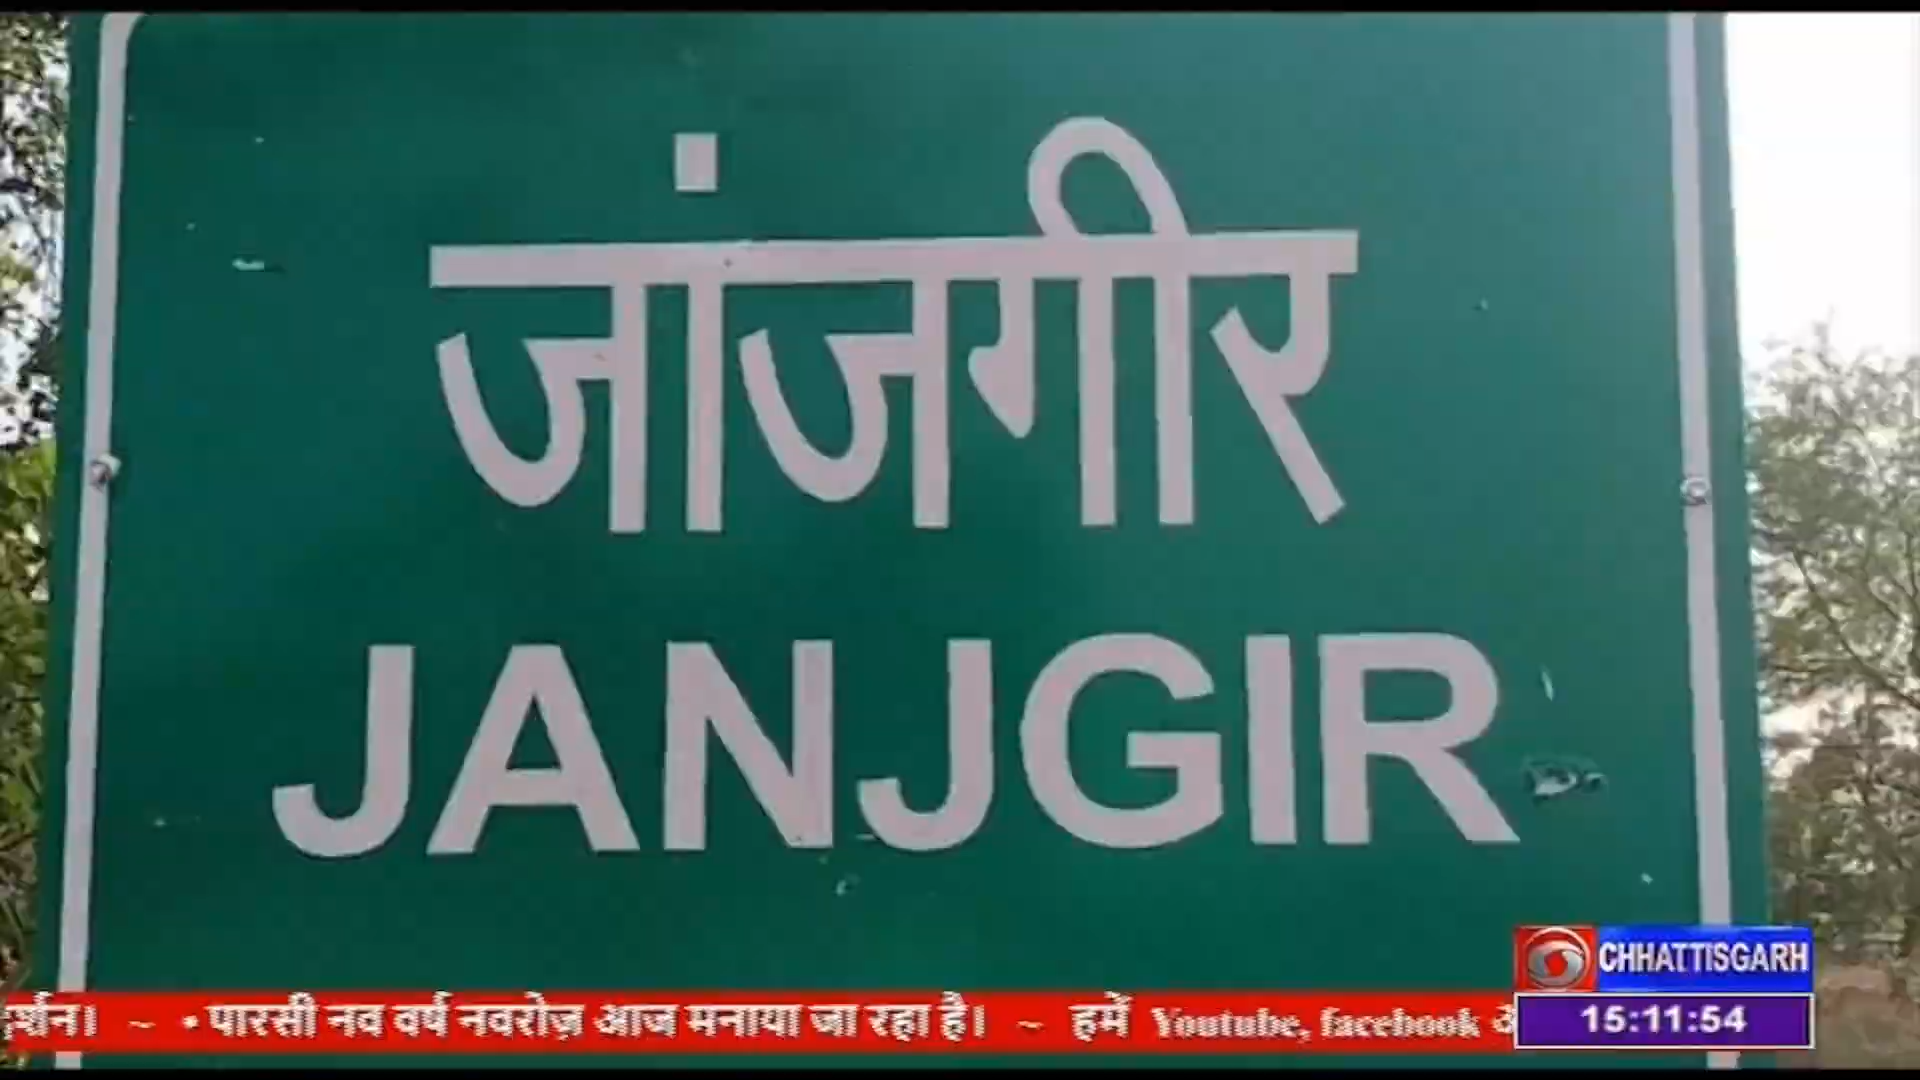 जांजगीर
JANJGIR
CHHATTISGARH
• पारसी नव वर्ष नवरोज़ आज मनाया जा रहा है। ~ हमें Youtube, facebook
15:11:54